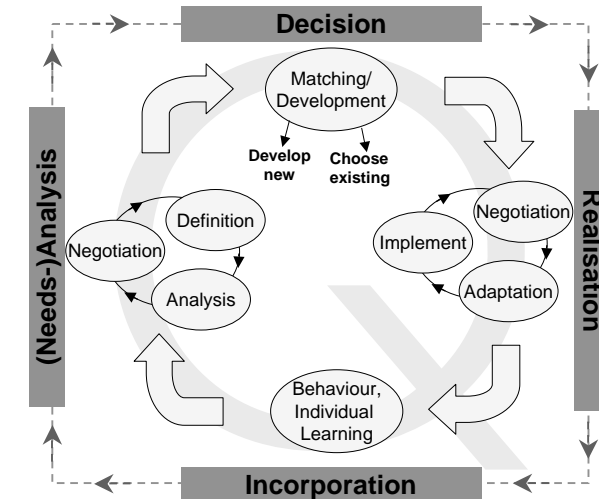 Decision
Matching/
Development
Develop
new
Choose
existing
(Needs-)Analysis
Definition
Negotiation
Analysis
Realisation
Negotiation
Implement
Adaptation
Behaviour,
Individual
Learning
Incorporation